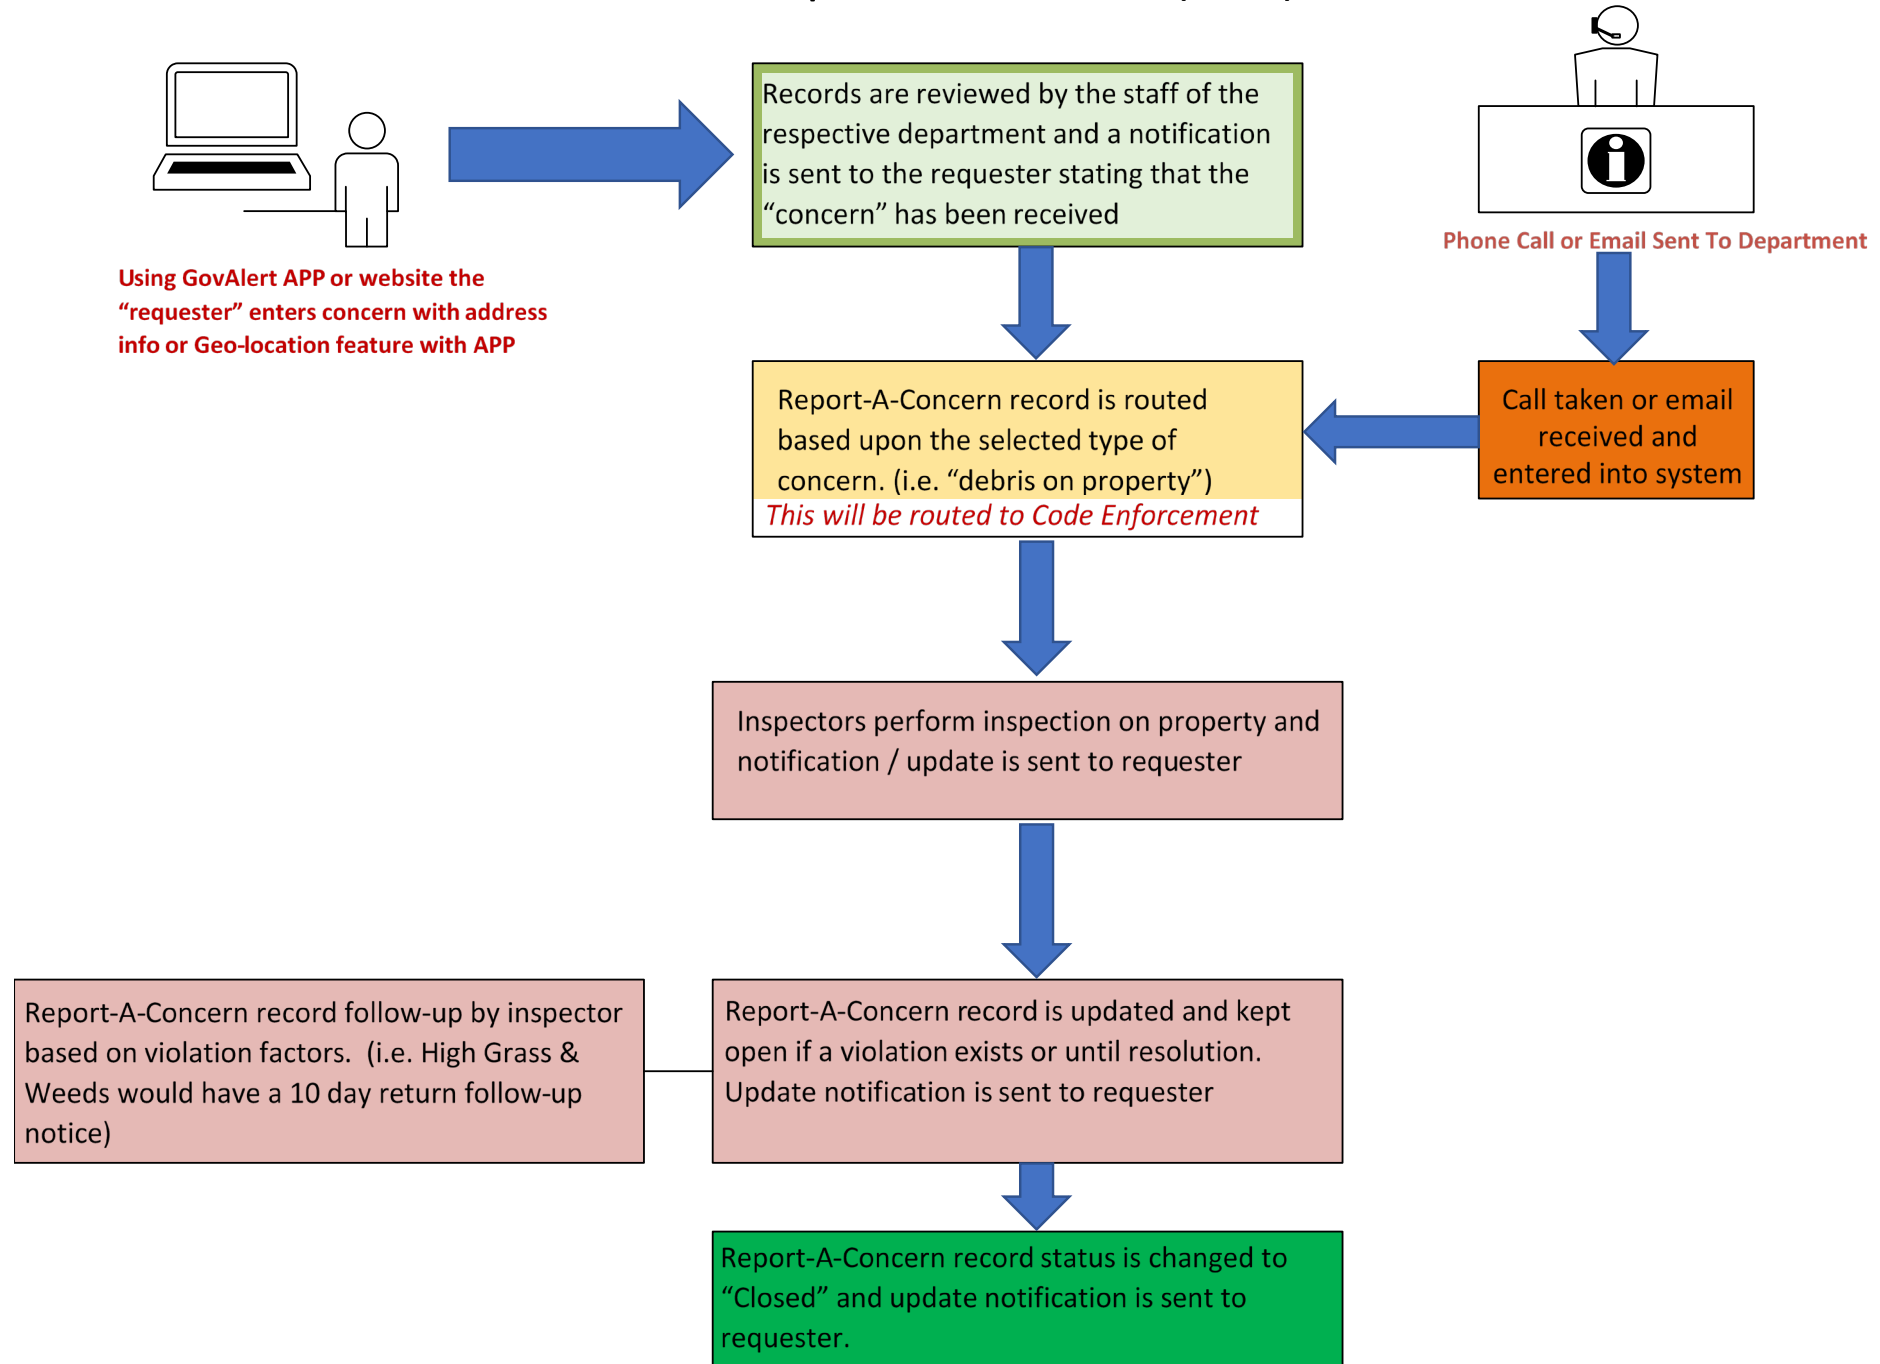 Records are reviewed by the staff of the
respective department and a notification
is sent to the requester stating that the
“concern” has been received
Phone Call or Email Sent To Department
Using GovAlert APP or website the
“requester” enters concern with address
info or Geo-location feature with APP
Report-A-Concern record is routed
based upon the selected type of
concern. (i.e. “debris on property”)
This will be routed to Code Enforcement
Call taken or email
received and
entered into system
Inspectors perform inspection on property and
notification / update is sent to requester
Report-A-Concern record follow-up by inspector
based on violation factors.  (i.e. High Grass &
Weeds would have a 10 day return follow-up
notice)
Report-A-Concern record is updated and kept
open if a violation exists or until resolution.
Update notification is sent to requester
Report-A-Concern record status is changed to
“Closed” and update notification is sent to
requester.